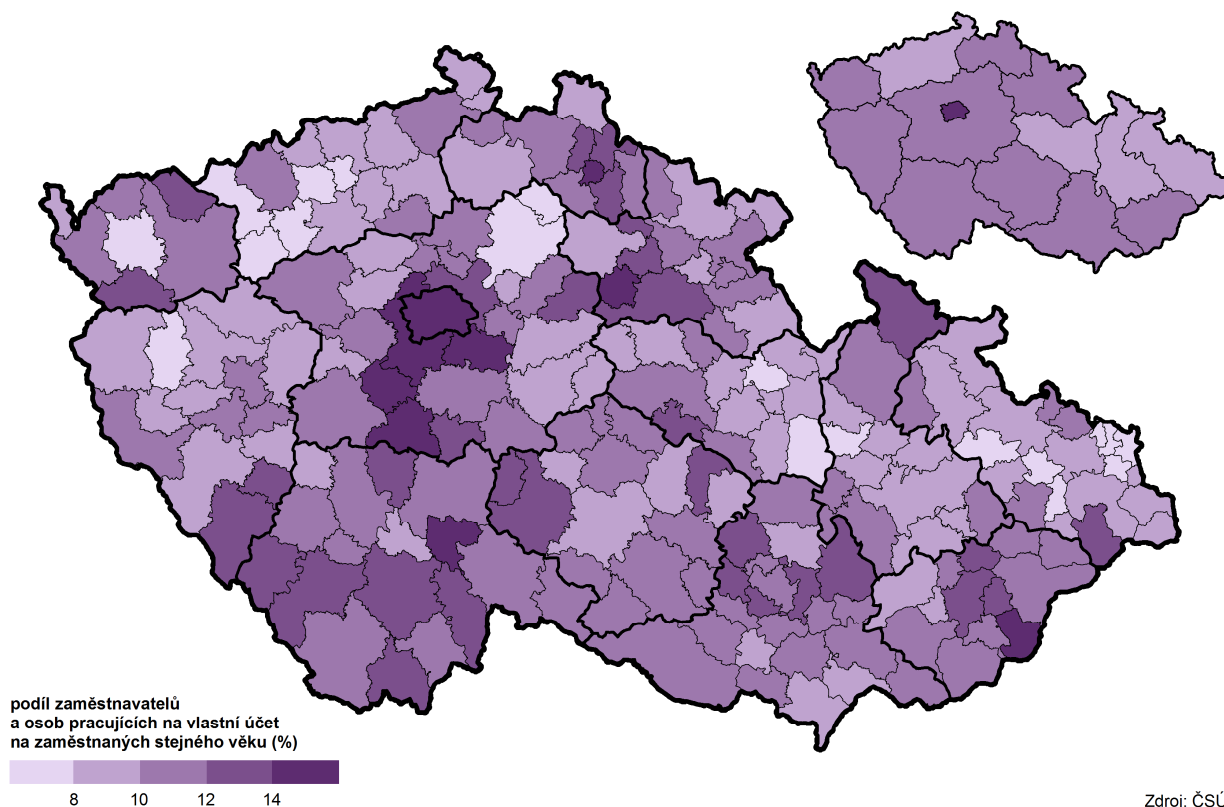 podíl zaměstnavatelů
a osob pracujících na vlastní účet
na zaměstnaných stejného věku (%)
8 10 12 14
Zdroj: ČSÚ